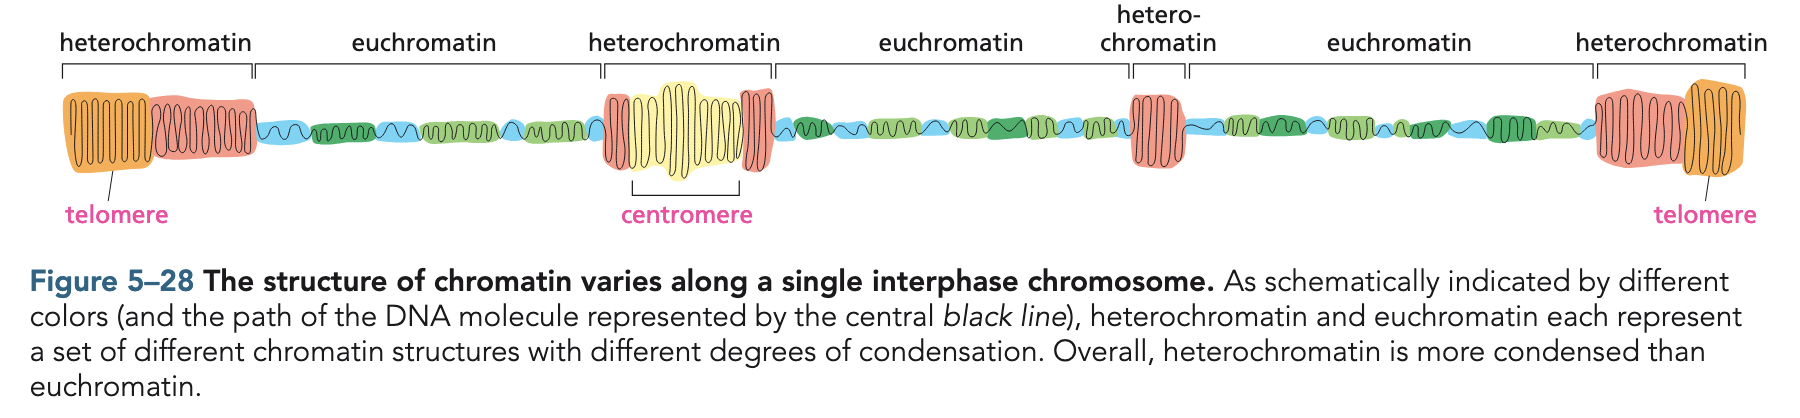 hetero-
heterochromatin euchromatin heterochromatin euchromatin chromatin euchromatin heterochromatin
telomere centromere telomere
Figure 5–28 The structure of chromatin varies along a single interphase chromosome. As schematically indicated by different
colors (and the path of the DNA molecule represented by the central black line), heterochromatin and euchromatin each represent
a set of different chromatin structures with different degrees of condensation. Overall, heterochromatin is more condensed than
euchromatin.